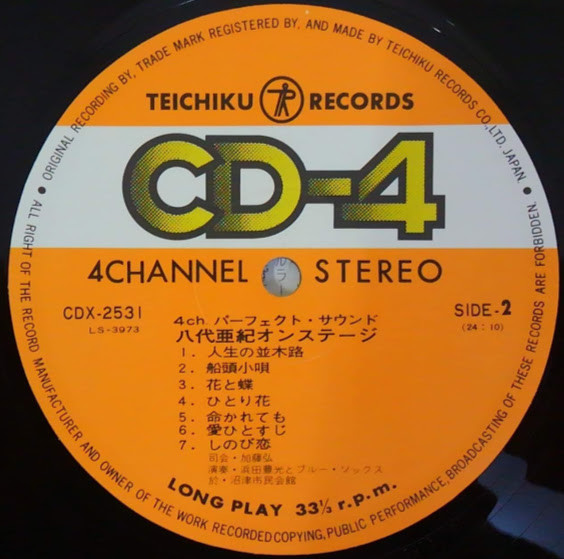 ● ORIGINAL RECORDING BY, TRADE MARK REGISTERED BY, AND MADE BY TEICHIKU RECORDS CO., LTD. JAPAN ●
TEICHIKU RECORDS
CD-4
4CHANNEL STEREO
CDX-2531
LS-3973
SIDE-2
(24:10)
4ch. パーフェクト・サウンド
八代亜紀オンステージ
1. 人生の並木路
2. 船頭小唄
3. 花と蝶
4. ひとり花
5. 命かれても
6. 愛ひとすじ
7. しのび恋
司会・加藤弘
演奏・浜田豊光とブルー・ソックス
於・沼津市民会館
LONG PLAY 33⅓ r.p.m.
ALL RIGHT OF THE RECORD MANUFACTURER AND OWNER OF THE WORK RECORDED COPYING, PUBLIC PERFORMANCE, BROADCASTING OF THESE RECORDS ARE FORBIDDEN.